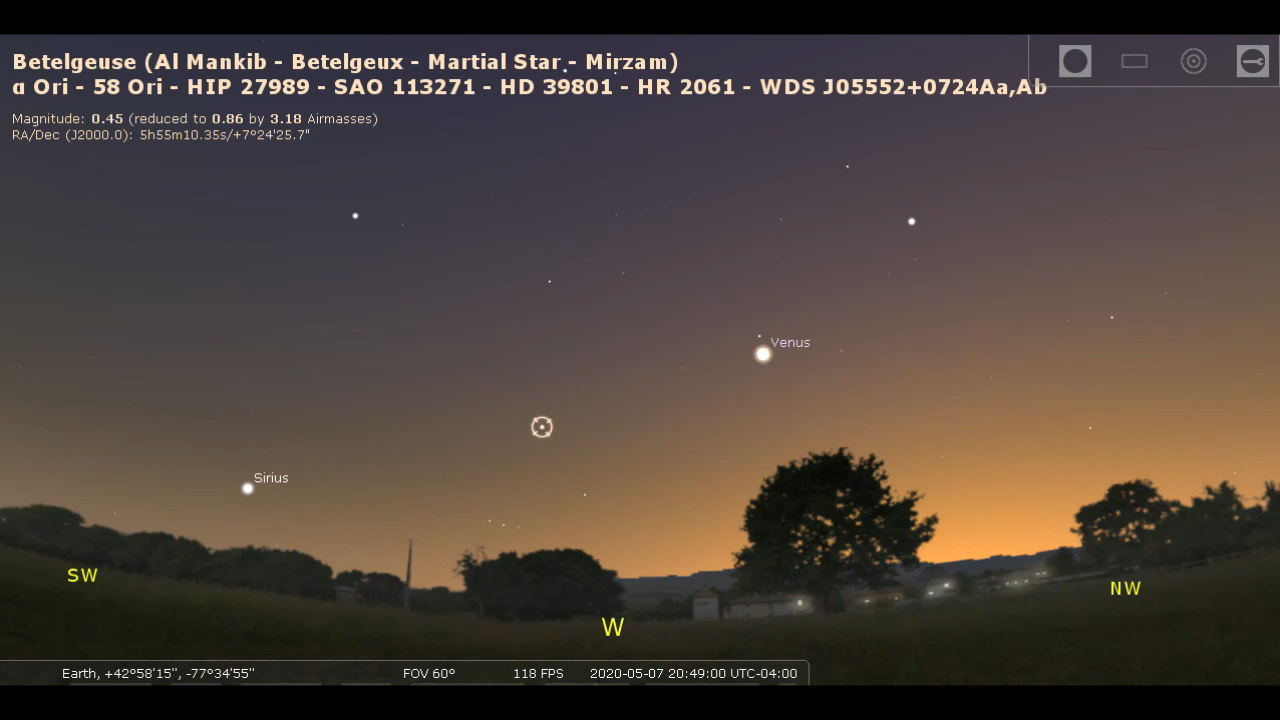 Betelgeuse (Al Mankib - Betelgeux - Martial Star - Mirzam)
α Ori - 58 Ori - HIP 27989 - SAO 113271 - HD 39801 - HR 2061 - WDS J05552+0724Aa,Ab
Magnitude: 0.45 (reduced to 0.86 by 3.18 Airmasses)
RA/Dec (J2000.0): 5h55m10.35s/+7°24'25.7"
Venus
Sirius
SW
NW
W
Earth, +42°58'15", -77°34'55" FOV 60° 118 FPS 2020-05-07 20:49:00 UTC-04:00